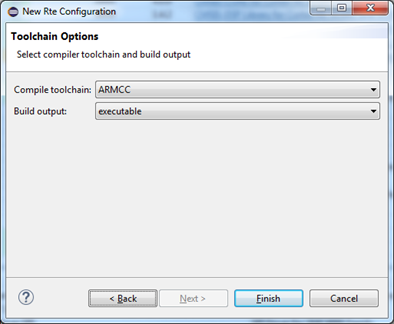 New Rte Configuration
Toolchain Options
Select compiler toolchain and build output
Compile toolchain: ARMCC
Build output: executable
? < Back Next > Finish Cancel